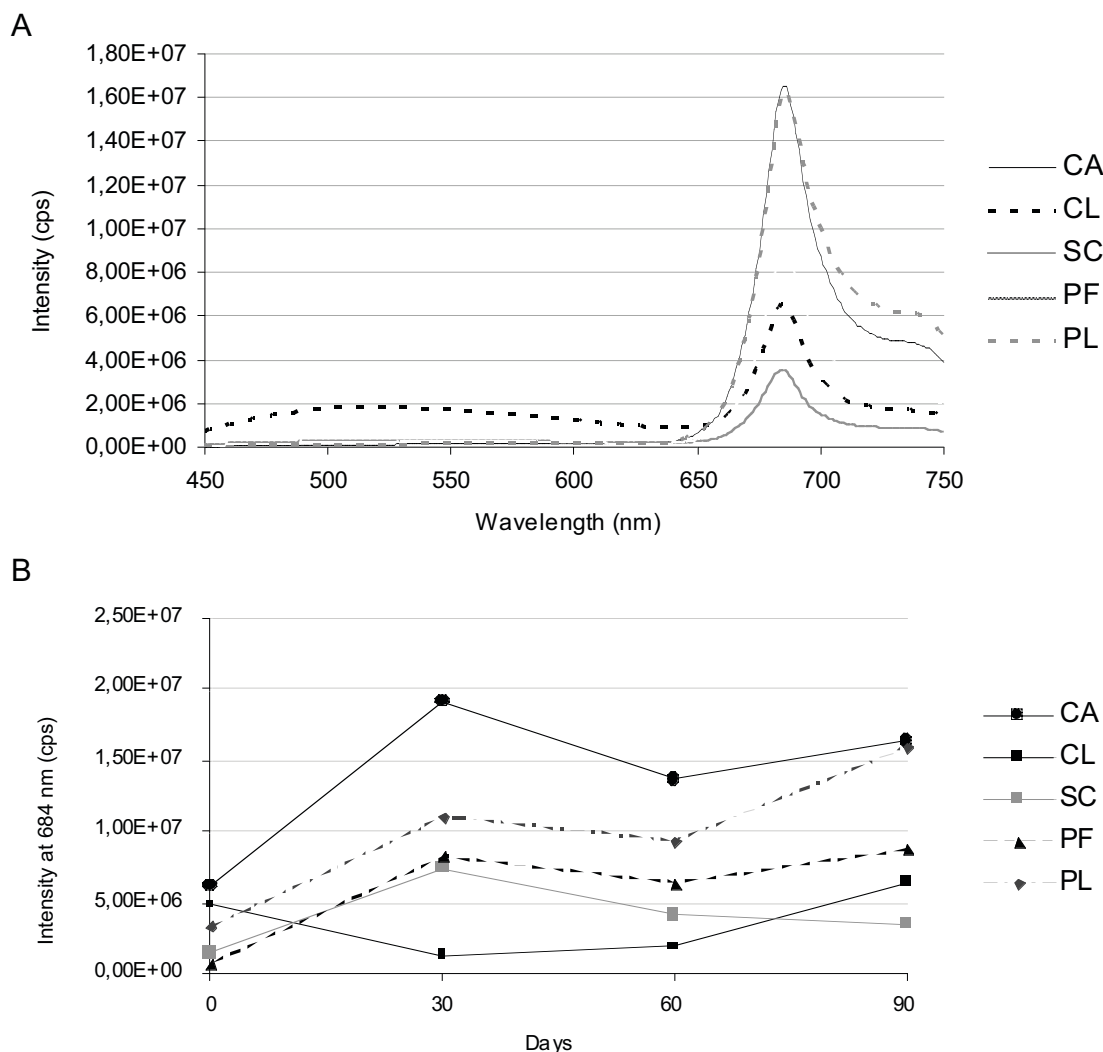 A
1,80E+07
1,60E+07
1,40E+07
1,20E+07
1,00E+07
8,00E+06
6,00E+06
4,00E+06
2,00E+06
0,00E+00
Intensity (cps)
450 500 550 600 650 700 750
Wavelength (nm)
CA
CL
SC
PF
PL
B
2,50E+07
2,00E+07
1,50E+07
1,00E+07
5,00E+06
0,00E+00
Intensity at 684 nm (cps)
0 30 60 90
Days
CA
CL
SC
PF
PL